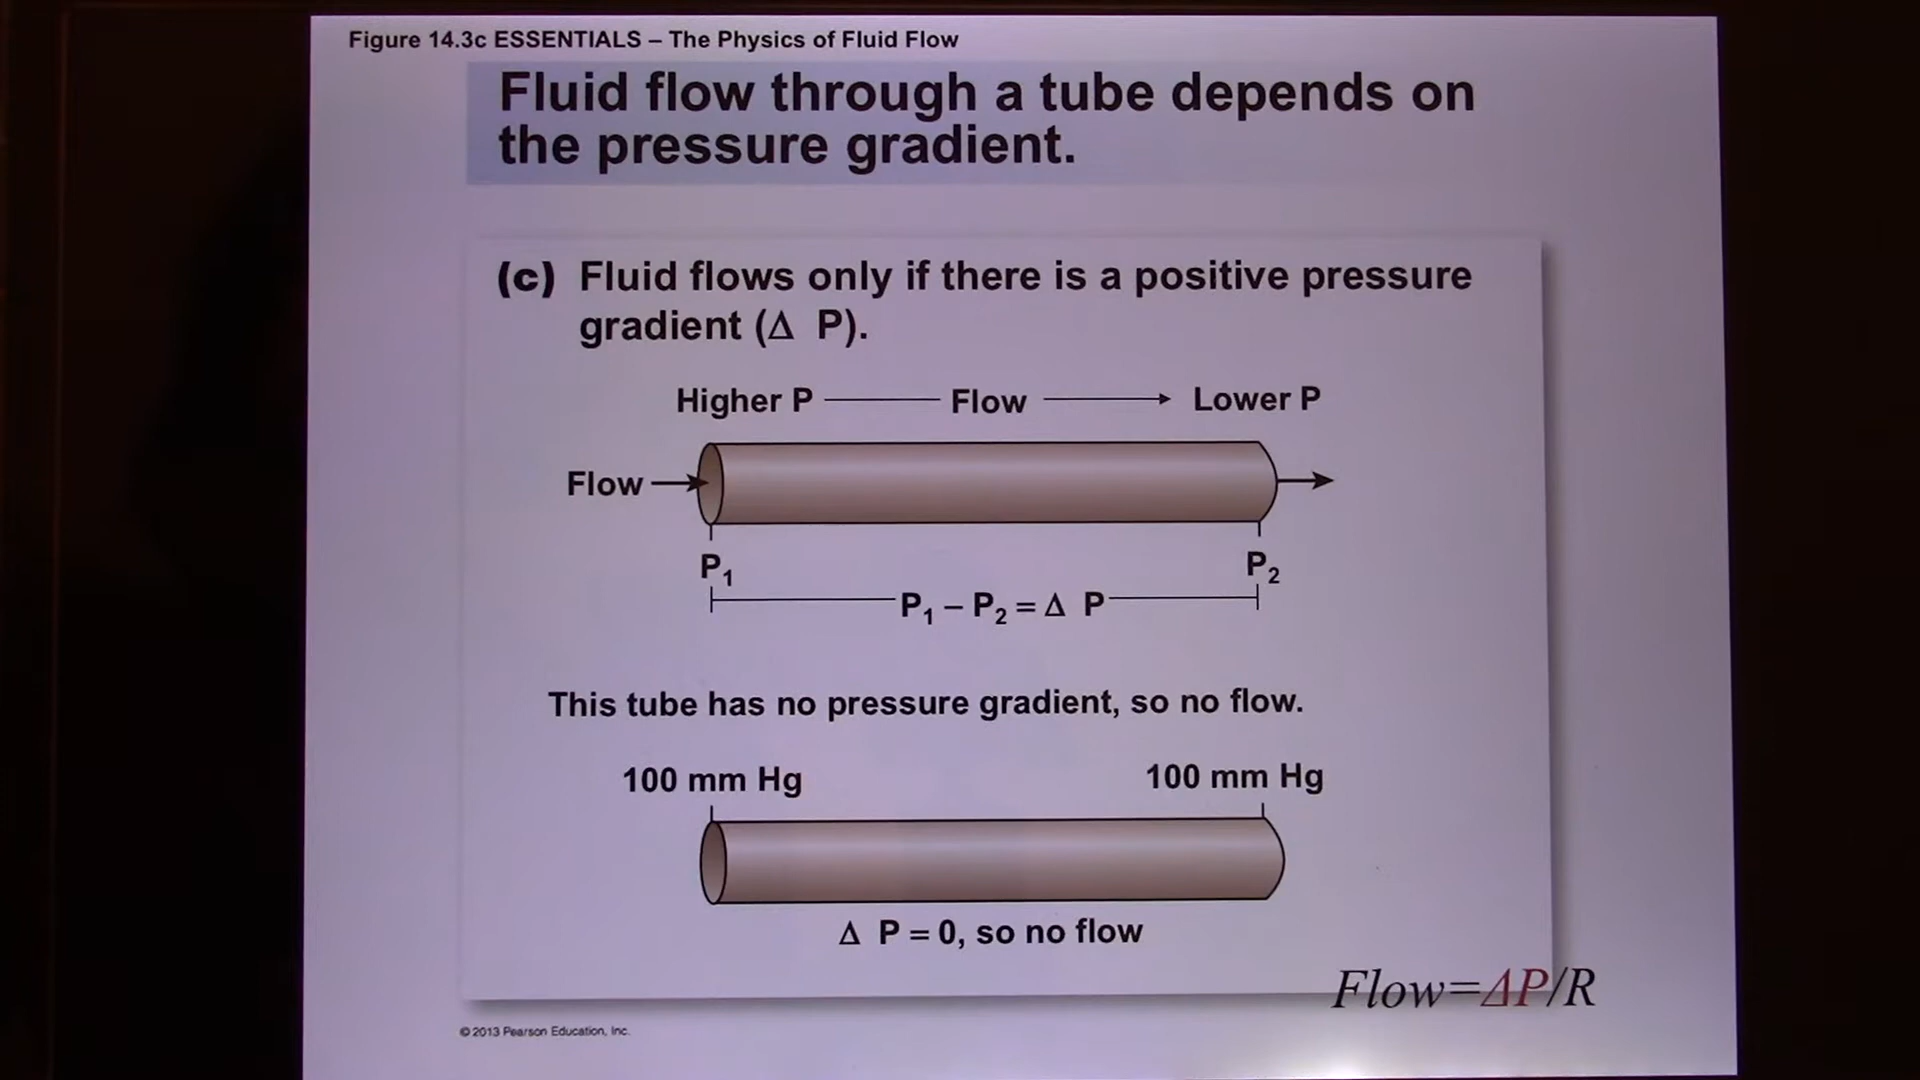 Figure 14.3c ESSENTIALS – The Physics of Fluid Flow
Fluid flow through a tube depends on
the pressure gradient.
(c) Fluid flows only if there is a positive pressure
gradient (Δ P).
Higher P Flow Lower P
Flow
P₁ P₂
P₁ – P₂ = Δ P
This tube has no pressure gradient, so no flow.
100 mm Hg 100 mm Hg
Δ P = 0, so no flow
Flow=ΔP/R
© 2013 Pearson Education, Inc.